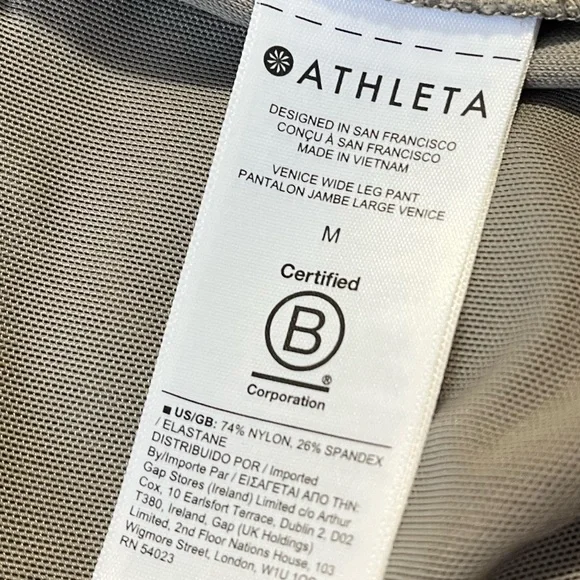 ATHLETA
DESIGNED IN SAN FRANCISCO
CONÇU À SAN FRANCISCO
MADE IN VIETNAM
VENICE WIDE LEG PANT
PANTALON JAMBE LARGE VENICE
M
Certified
B
®
Corporation
■ US/GB: 74% NYLON, 26% SPANDEX
/ ELASTANE
DISTRIBUIDO POR / Imported
By/Importe Par / ΕΙΣΑΓΕΤΑΙ ΑΠΟ ΤΗΝ:
Gap Stores (Ireland) Limited c/o Arthur
Cox, 10 Earlsfort Terrace, Dublin 2, D02
T380, Ireland, Gap (UK Holdings)
Limited, 2nd Floor Nations House, 103
Wigmore Street, London, W1U
RN 54023